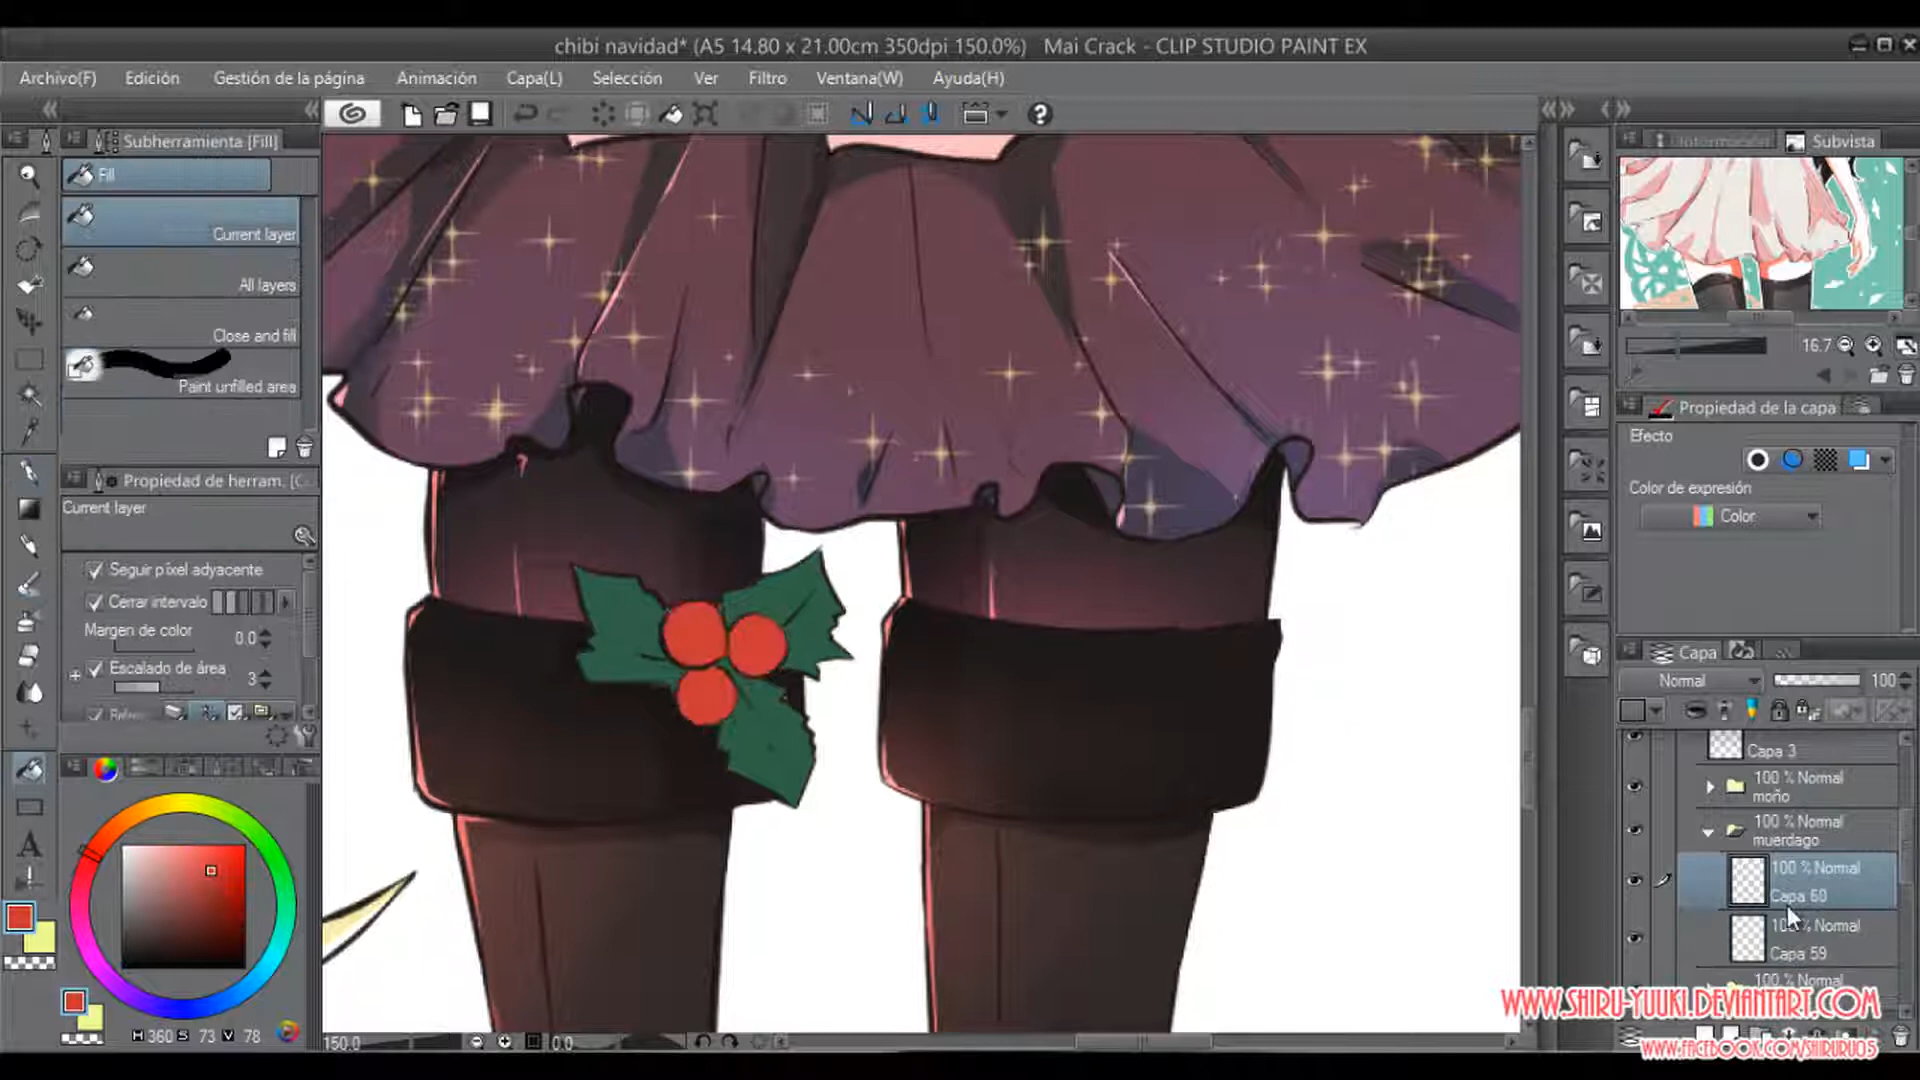 chibi navidad* (A5 14.80 x 21.00cm 350dpi 150.0%) Mai Crack - CLIP STUDIO PAINT EX
Archivo(F) Edición Gestión de la página Animación Capa(L) Selección Ver Filtro Ventana(W) Ayuda(H)
Subherramienta [Fill]
Fill
Current layer
All layers
Close and fill
Paint unfilled area
Propiedad de herram. [C
Current layer
Seguir píxel adyacente
Cerrar intervalo
Margen de color 0.0
Escalado de área 3
H 360 S 73 V 78
150.0
0.0
Subvista
16.7
Propiedad de la capa
Efecto
Color de expresión
Color
Capa
Normal 100
Capa 3
100 % Normal
moño
100 % Normal
muerdago
100 % Normal
Capa 60
100 % Normal
Capa 59
100 % Normal
WWW.SHIRU-YUUKI.DEVIANTART.COM
WWW.FACEBOOK.COM/SHIRURU05